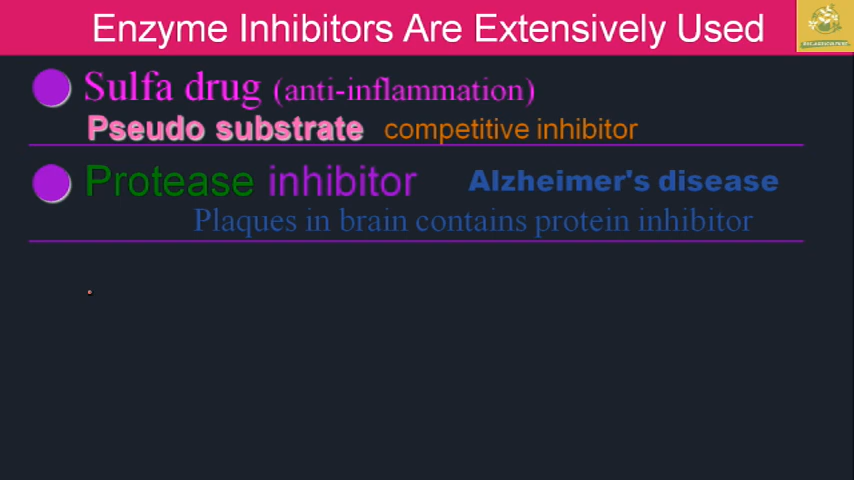 Enzyme Inhibitors Are Extensively Used
Sulfa drug (anti-inflammation)
Pseudo substrate competitive inhibitor
Protease inhibitor Alzheimer's disease
Plaques in brain contains protein inhibitor